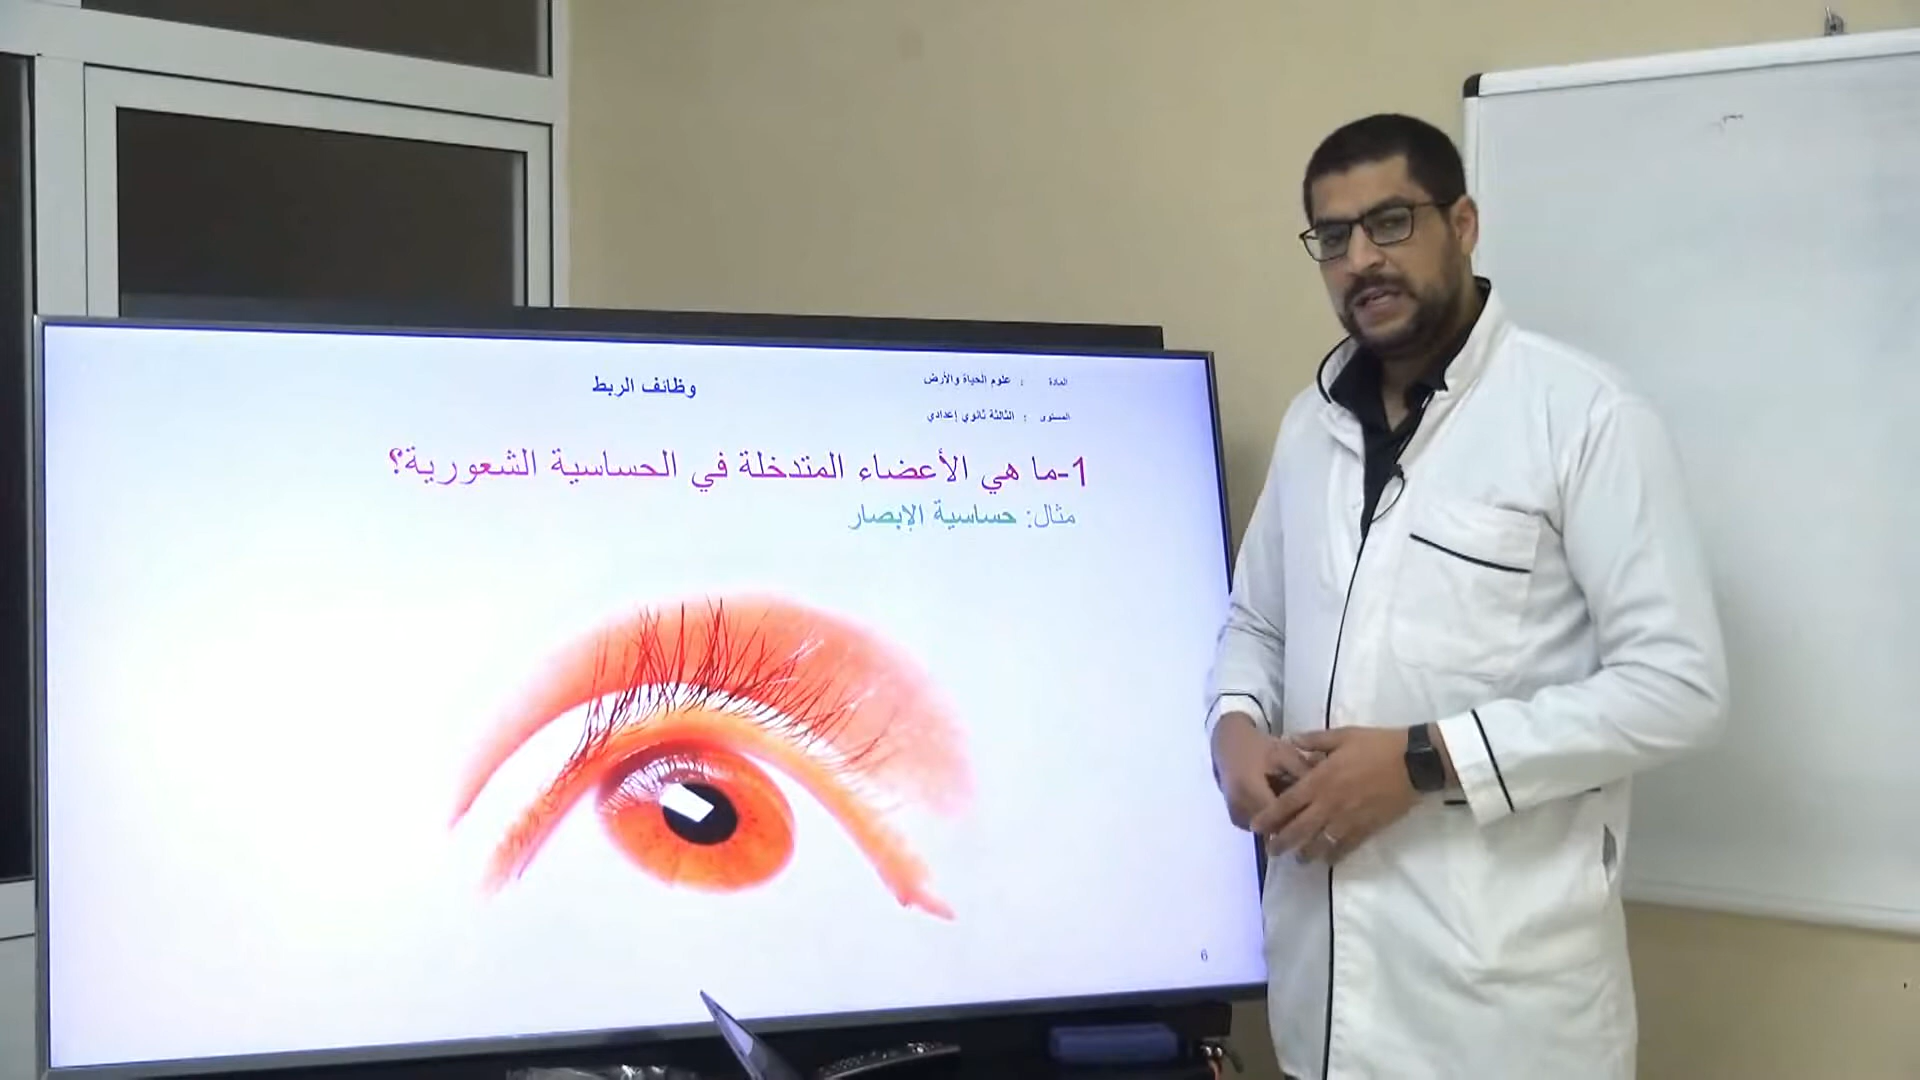 المادة : علوم الحياة والأرض
وظائف الربط
المستوى : الثالثة ثانوي إعدادي
1-ما هي الأعضاء المتدخلة في الحساسية الشعورية؟
مثال: حساسية الإبصار
6